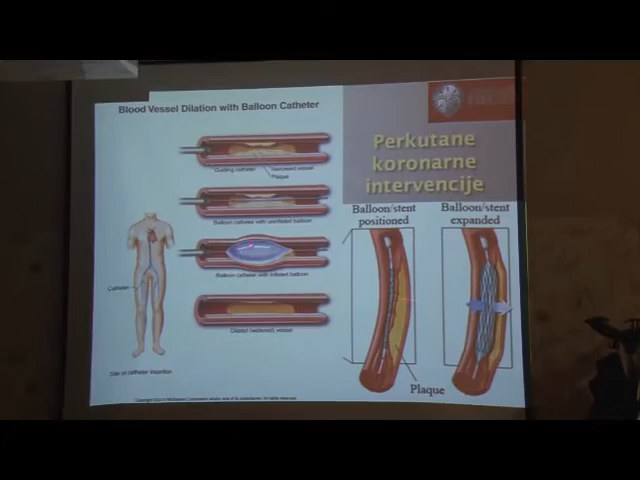 Blood Vessel Dilation with Balloon Catheter
Guiding catheter
Narrowed vessel
Plaque
Balloon catheter with uninflated balloon
Balloon catheter with inflated balloon
Dilated (widened) vessel
Catheter
Site of catheter insertion
Perkutane
koronarne
intervencije
Balloon/stent
positioned
Balloon/stent
expanded
Plaque